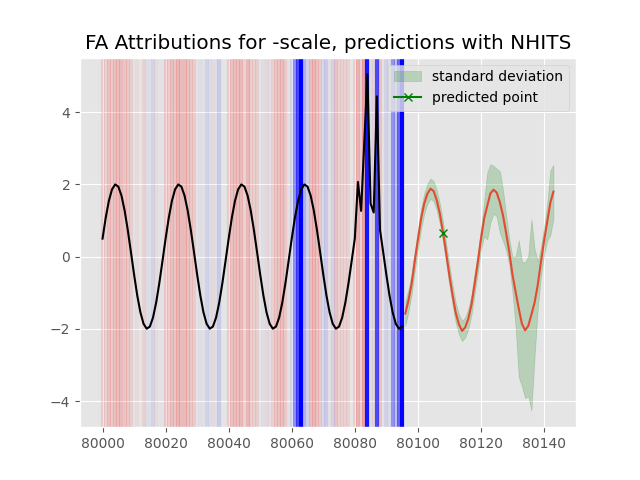 FA Attributions for -scale, predictions with NHITS
standard deviation
predicted point
4
2
0
−2
−4
80000 80020 80040 80060 80080 80100 80120 80140